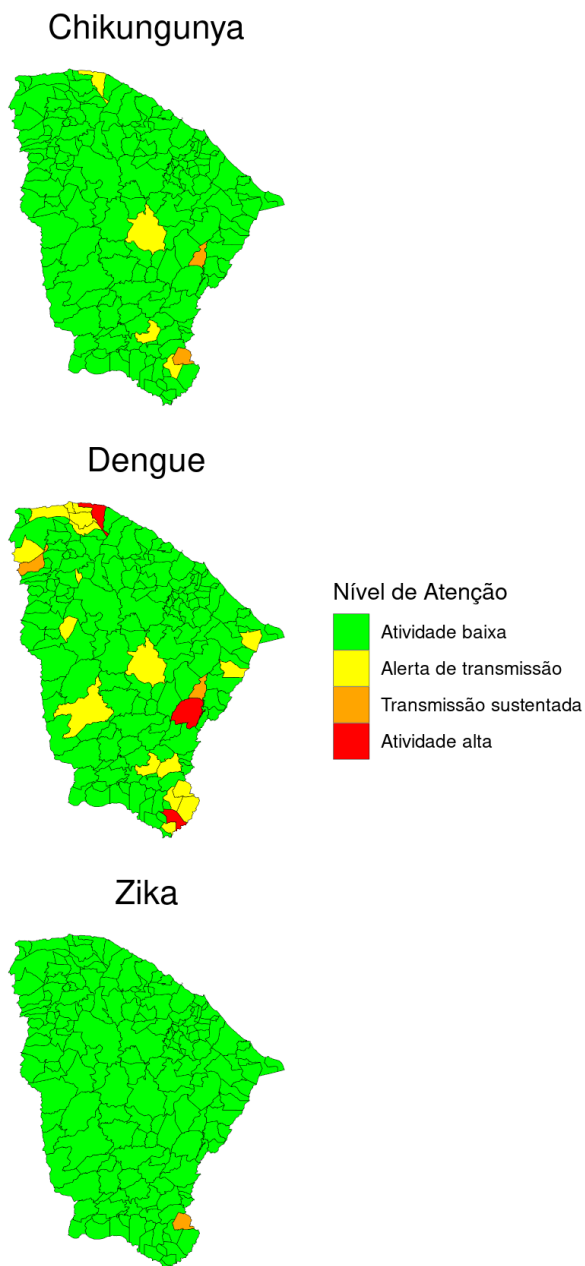 Chikungunya
Dengue
Nível de Atenção
Atividade baixa
Alerta de transmissão
Transmissão sustentada
Atividade alta
Zika